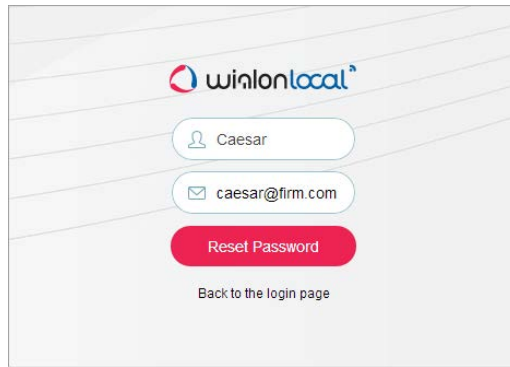 wialonlocal
Caesar
caesar@firm.com
Reset Password
Back to the login page